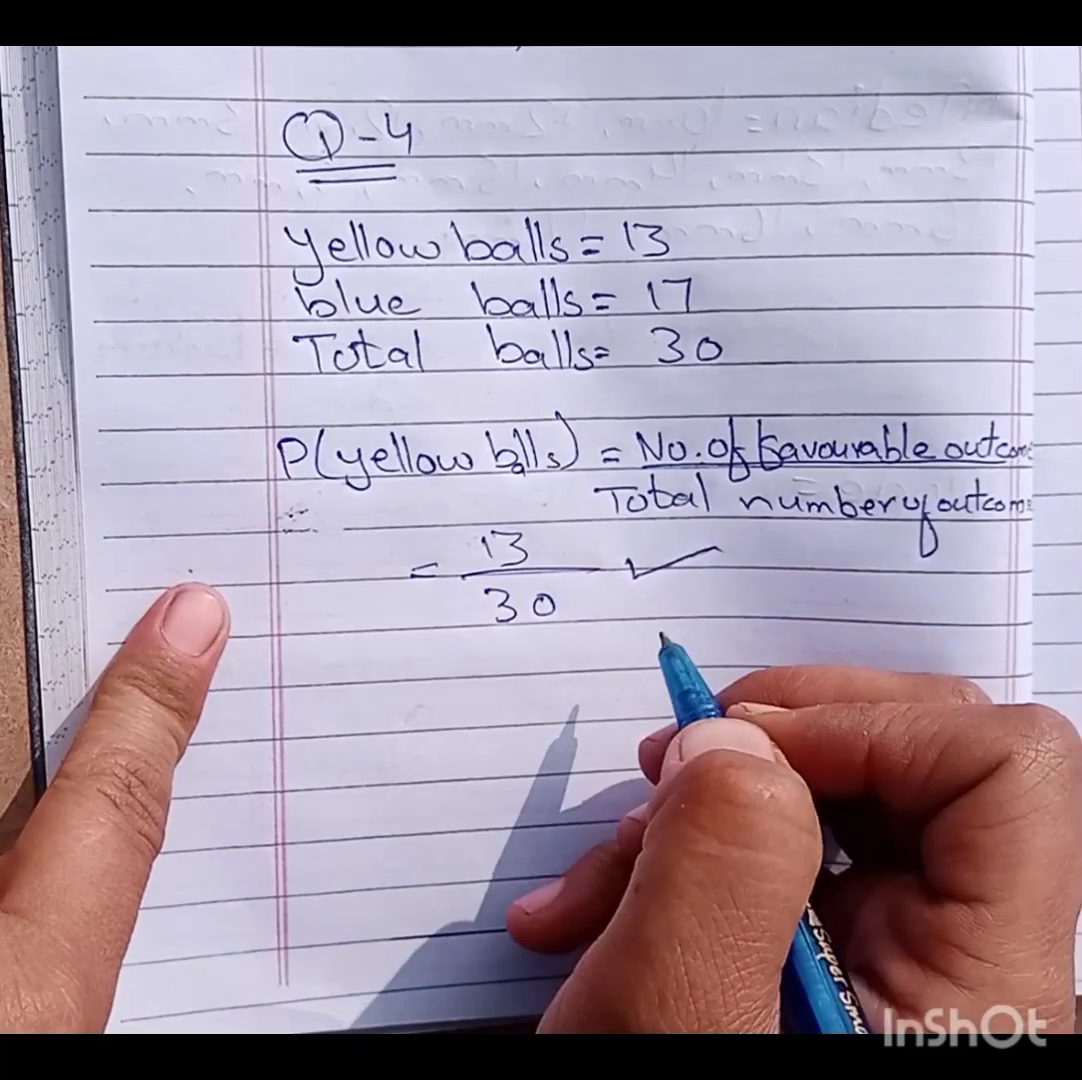 Q-4
yellow balls = 13
blue balls = 17
Total balls= 30
P(yellow balls) = No. of favourable outcome
Total number of outcome
= 13
30
Super
InShOt